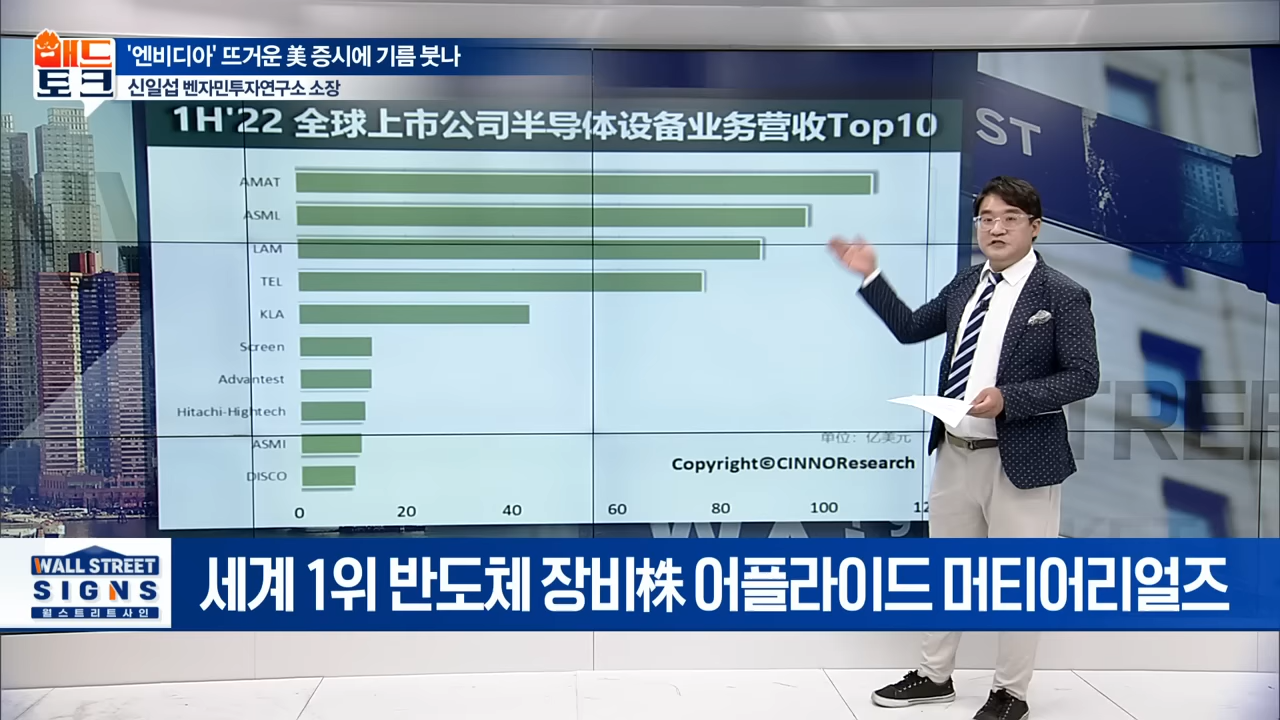 매드
토크
'엔비디아' 뜨거운 美 증시에 기름 붓나
신일섭 벤자민투자연구소 소장
1H'22 全球上市公司半导体设备业务营收Top10
AMAT
ASML
LAM
TEL
KLA
Screen
Advantest
Hitachi-Hightech
ASMI
DISCO
0 20 40 60 80 100
单位：亿美元
Copyright©CINNOResearch
ST
TREE
WALL STREET
SIGNS
월스트리트사인
세계 1위 반도체 장비株 어플라이드 머티어리얼즈